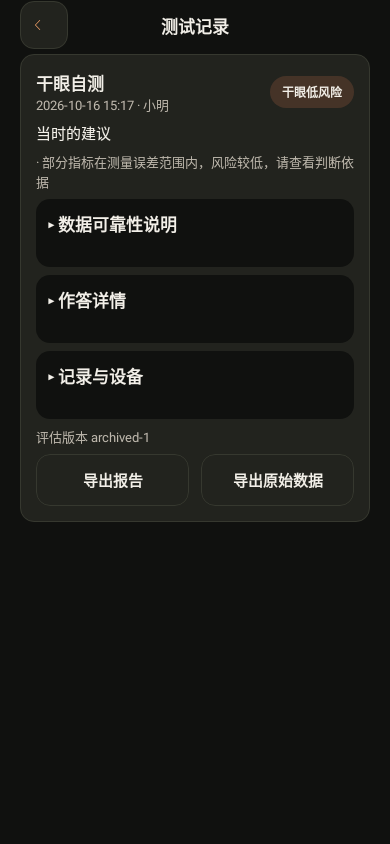 测试记录
干眼自测
2026-10-16 15:17 · 小明
干眼低风险
当时的建议
· 部分指标在测量误差范围内，风险较低，请查看判断依
据
▸ 数据可靠性说明
▸ 作答详情
▸ 记录与设备
评估版本 archived-1
导出报告
导出原始数据